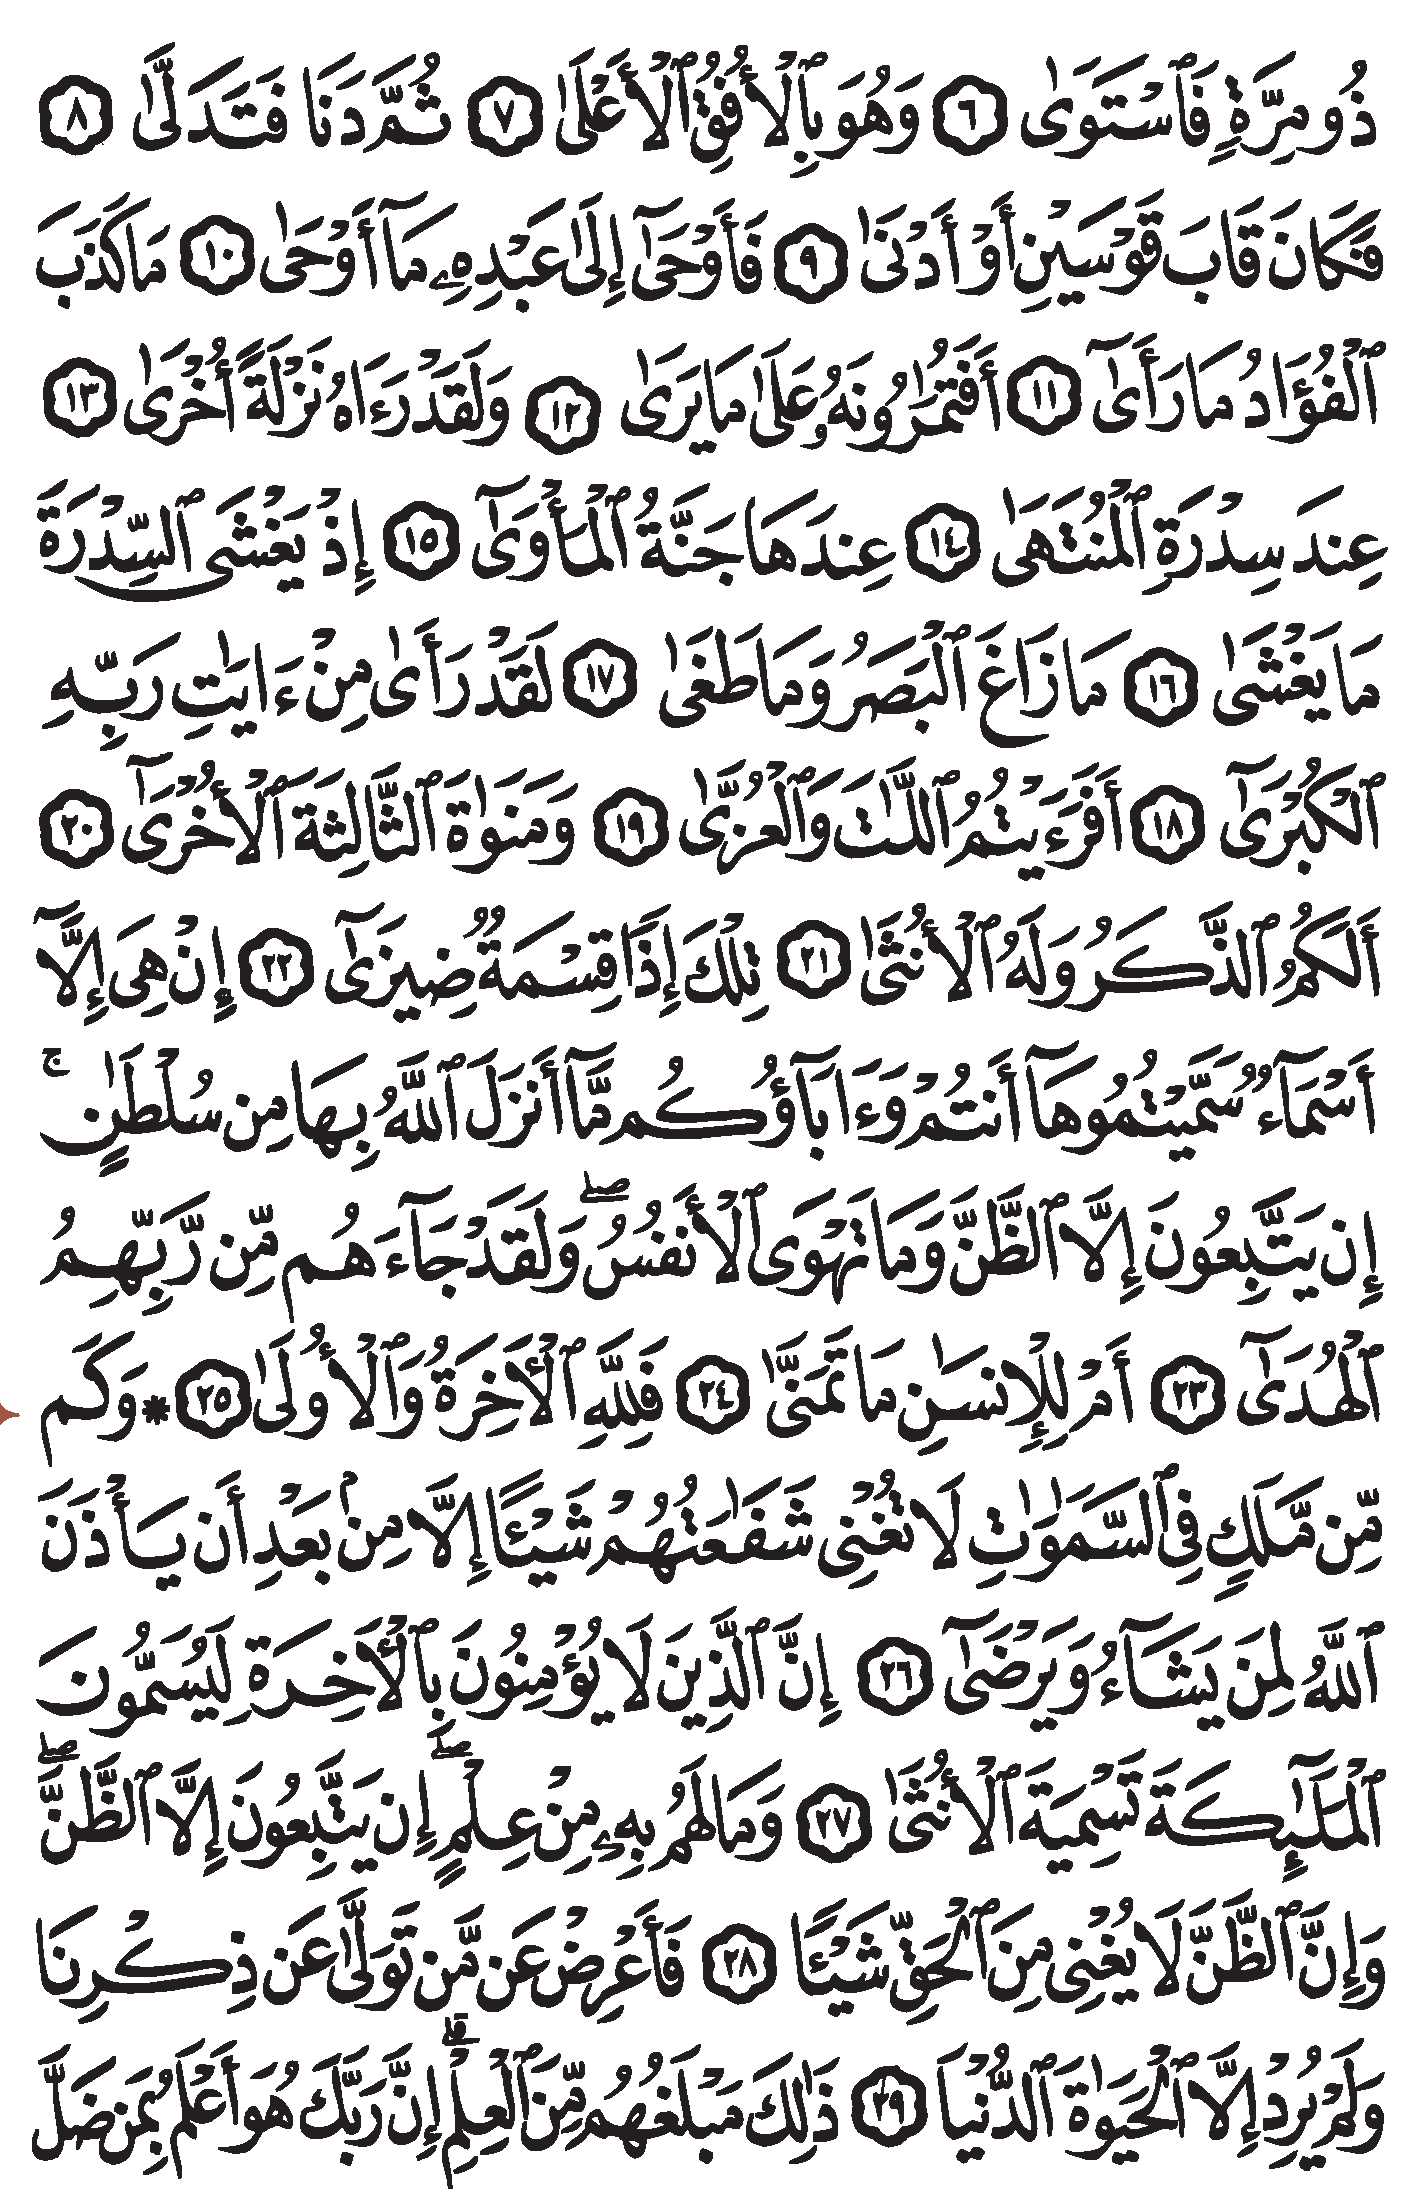 ذُو مِرَّةٍ فَٱسْتَوَىٰ ٦ وَهُوَ بِٱلْأُفُقِ ٱلْأَعْلَىٰ ٧ ثُمَّ دَنَا فَتَدَلَّىٰ ٨
فَكَانَ قَابَ قَوْسَيْنِ أَوْ أَدْنَىٰ ٩ فَأَوْحَىٰٓ إِلَىٰ عَبْدِهِۦ مَآ أَوْحَىٰ ١٠ مَا كَذَبَ
ٱلْفُؤَادُ مَا رَأَىٰٓ ١١ أَفَتُمَٰرُونَهُۥ عَلَىٰ مَا يَرَىٰ ١٢ وَلَقَدْ رَءَاهُ نَزْلَةً أُخْرَىٰ ١٣
عِندَ سِدْرَةِ ٱلْمُنتَهَىٰ ١٤ عِندَهَا جَنَّةُ ٱلْمَأْوَىٰٓ ١٥ إِذْ يَغْشَى ٱلسِّدْرَةَ
مَا يَغْشَىٰ ١٦ مَا زَاغَ ٱلْبَصَرُ وَمَا طَغَىٰ ١٧ لَقَدْ رَأَىٰ مِنْ ءَايَٰتِ رَبِّهِ
ٱلْكُبْرَىٰٓ ١٨ أَفَرَءَيْتُمُ ٱللَّٰتَ وَٱلْعُزَّىٰ ١٩ وَمَنَوٰةَ ٱلثَّالِثَةَ ٱلْأُخْرَىٰٓ ٢٠
أَلَكُمُ ٱلذَّكَرُ وَلَهُ ٱلْأُنثَىٰ ٢١ تِلْكَ إِذًا قِسْمَةٌ ضِيزَىٰٓ ٢٢ إِنْ هِىَ إِلَّآ
أَسْمَآءٌ سَمَّيْتُمُوهَآ أَنتُمْ وَءَابَآؤُكُم مَّآ أَنزَلَ ٱللَّهُ بِهَا مِن سُلْطَٰنٍ ۚ
إِن يَتَّبِعُونَ إِلَّا ٱلظَّنَّ وَمَا تَهْوَى ٱلْأَنفُسُ ۖ وَلَقَدْ جَآءَهُم مِّن رَّبِّهِمُ
ٱلْهُدَىٰٓ ٢٣ أَمْ لِلْإِنسَٰنِ مَا تَمَنَّىٰ ٢٤ فَلِلَّهِ ٱلْأٓخِرَةُ وَٱلْأُولَىٰ ٢٥ * وَكَم
مِّن مَّلَكٍ فِى ٱلسَّمَٰوَٰتِ لَا تُغْنِى شَفَٰعَتُهُمْ شَيْـًٔا إِلَّا مِنۢ بَعْدِ أَن يَأْذَنَ
ٱللَّهُ لِمَن يَشَآءُ وَيَرْضَىٰٓ ٢٦ إِنَّ ٱلَّذِينَ لَا يُؤْمِنُونَ بِٱلْأٓخِرَةِ لَيُسَمُّونَ
ٱلْمَلَٰٓئِكَةَ تَسْمِيَةَ ٱلْأُنثَىٰ ٢٧ وَمَا لَهُم بِهِۦ مِنْ عِلْمٍ ۖ إِن يَتَّبِعُونَ إِلَّا ٱلظَّنَّ ۖ
وَإِنَّ ٱلظَّنَّ لَا يُغْنِى مِنَ ٱلْحَقِّ شَيْـًٔا ٢٨ فَأَعْرِضْ عَن مَّن تَوَلَّىٰ عَن ذِكْرِنَا
وَلَمْ يُرِدْ إِلَّا ٱلْحَيَوٰةَ ٱلدُّنْيَا ٢٩ ذَٰلِكَ مَبْلَغُهُم مِّنَ ٱلْعِلْمِ ۚ إِنَّ رَبَّكَ هُوَ أَعْلَمُ بِمَن ضَلَّ